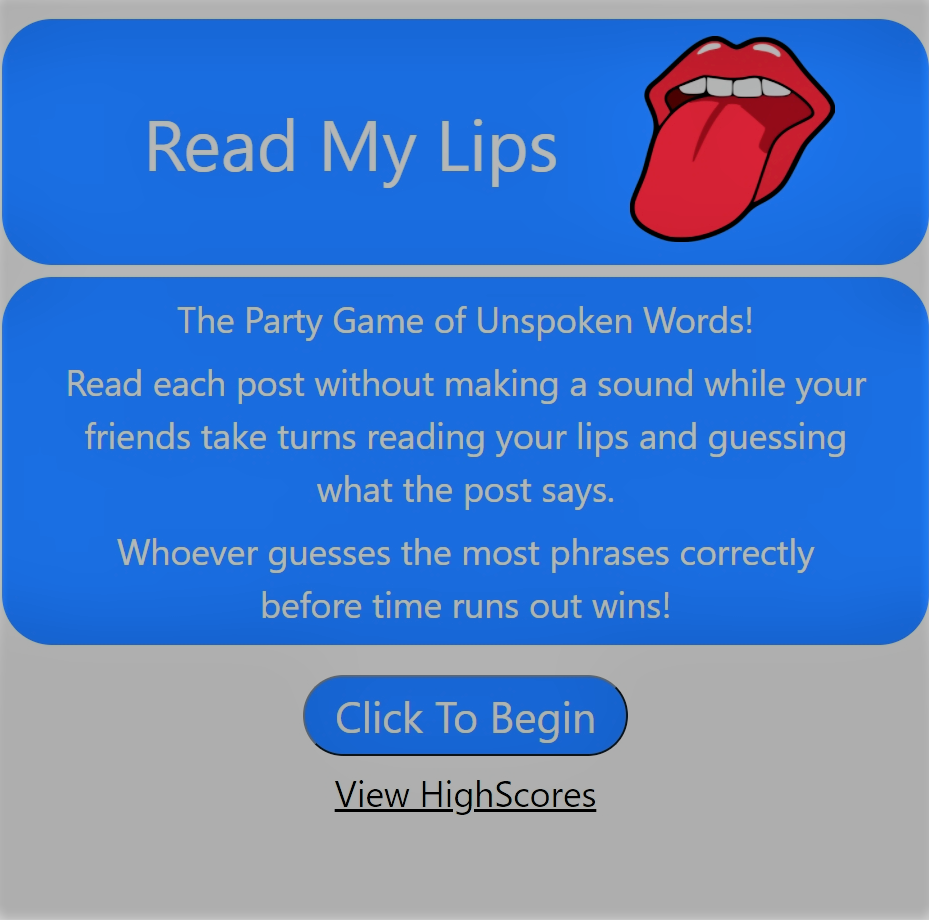 Read My Lips
The Party Game of Unspoken Words!
Read each post without making a sound while your
friends take turns reading your lips and guessing
what the post says.
Whoever guesses the most phrases correctly
before time runs out wins!
Click To Begin
View HighScores